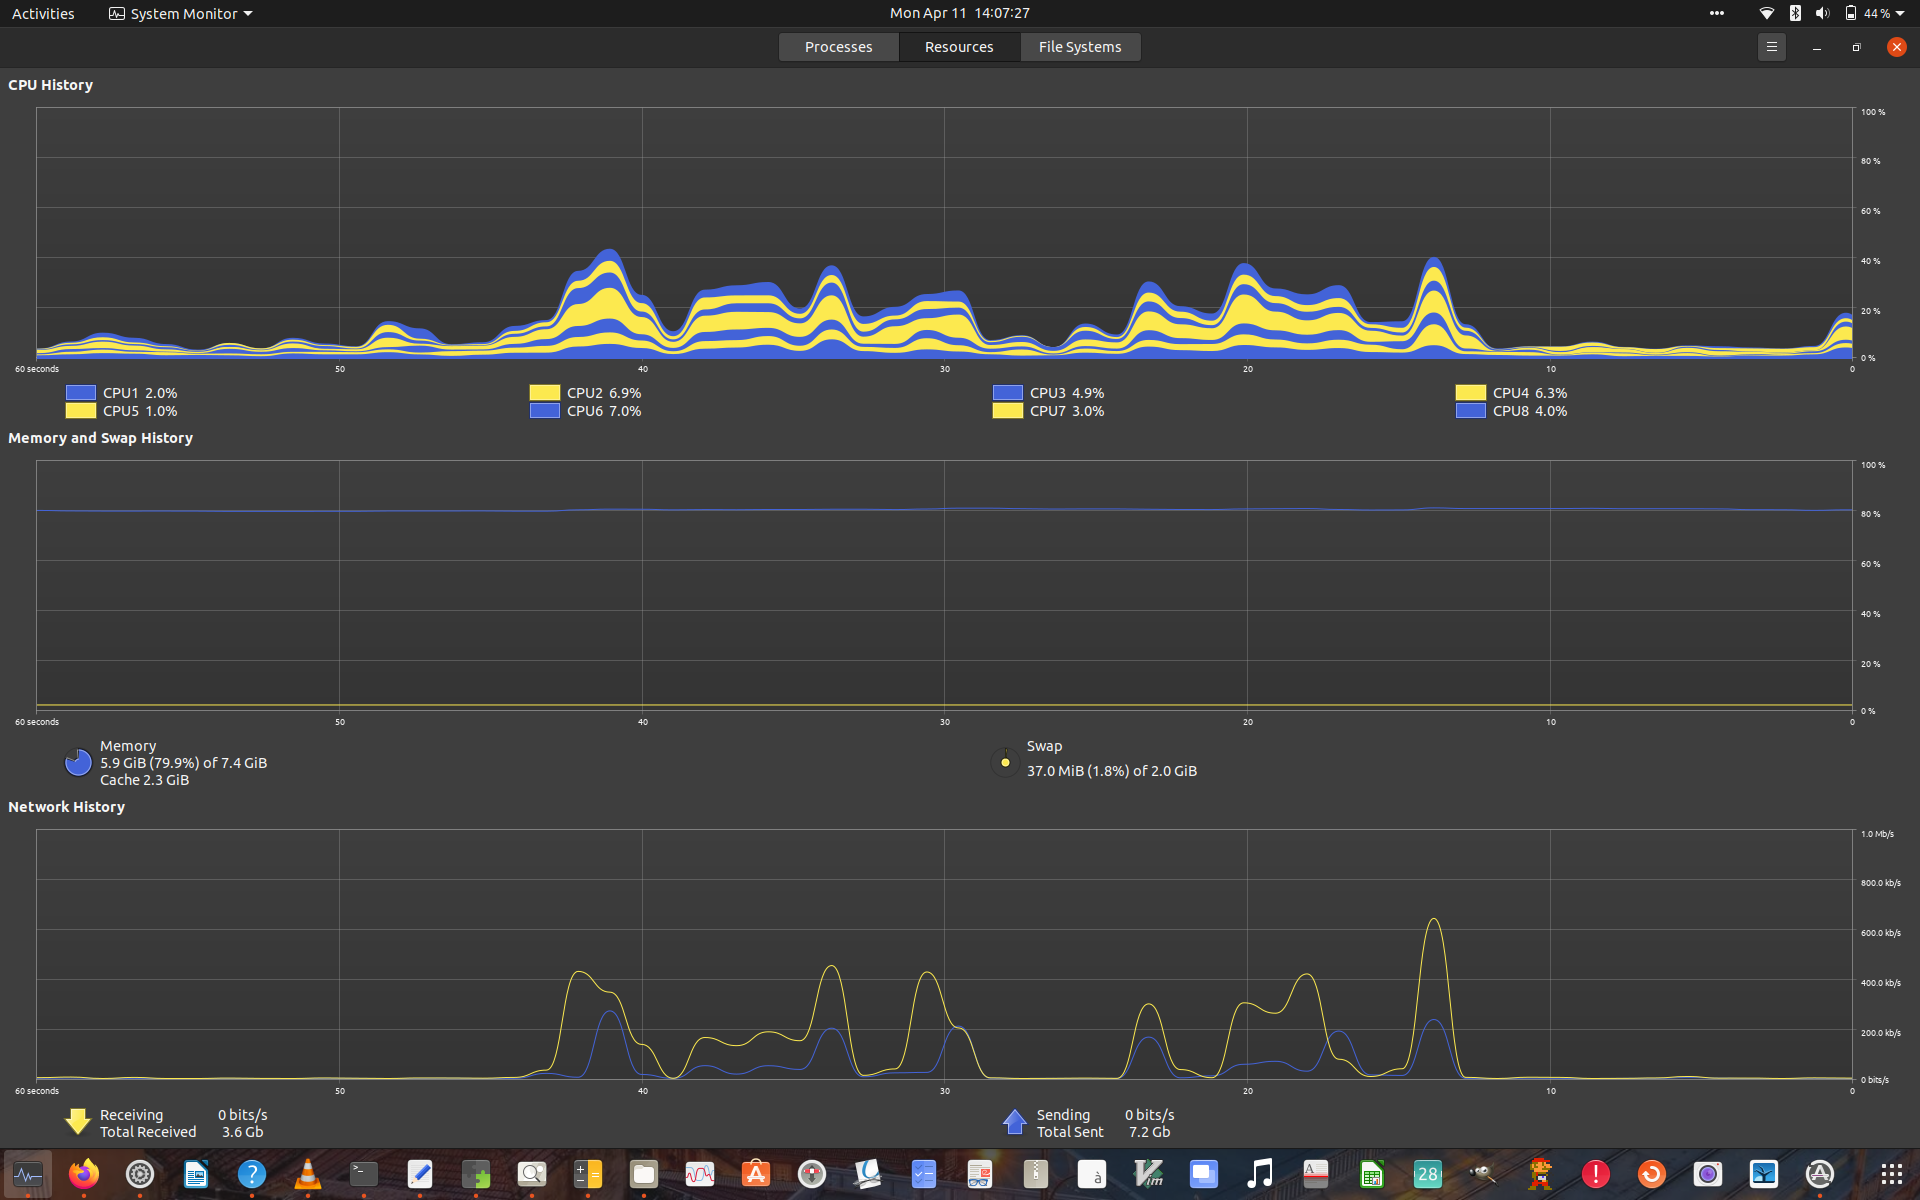 Activities System Monitor Mon Apr 11 14:07:27 44 %
Processes Resources File Systems
CPU History
100 %
80 %
60 %
40 %
20 %
0 %
60 seconds 50 40 30 20 10 0
CPU1 2.0% CPU2 6.9% CPU3 4.9% CPU4 6.3%
CPU5 1.0% CPU6 7.0% CPU7 3.0% CPU8 4.0%
Memory and Swap History
100 %
80 %
60 %
40 %
20 %
0 %
60 seconds 50 40 30 20 10 0
Memory
5.9 GiB (79.9%) of 7.4 GiB
Cache 2.3 GiB
Swap
37.0 MiB (1.8%) of 2.0 GiB
Network History
1.0 Mb/s
800.0 kb/s
600.0 kb/s
400.0 kb/s
200.0 kb/s
0 bits/s
60 seconds 50 40 30 20 10 0
Receiving 0 bits/s
Total Received 3.6 Gb
Sending 0 bits/s
Total Sent 7.2 Gb
? >_ A à Vim A 28 !